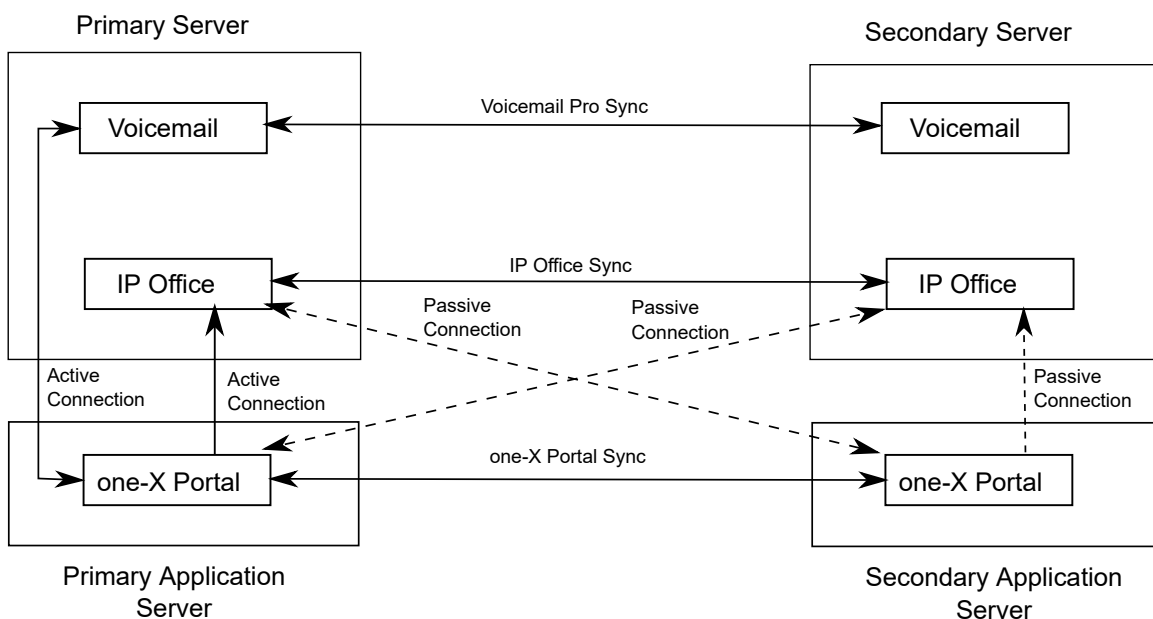 Primary Server
Secondary Server
Voicemail Pro Sync
Voicemail
Voicemail
IP Office Sync
IP Office
IP Office
Passive
Connection
Passive
Connection
Active
Connection
Active
Connection
Passive
Connection
one-X Portal Sync
one-X Portal
one-X Portal
Primary Application
Server
Secondary Application
Server